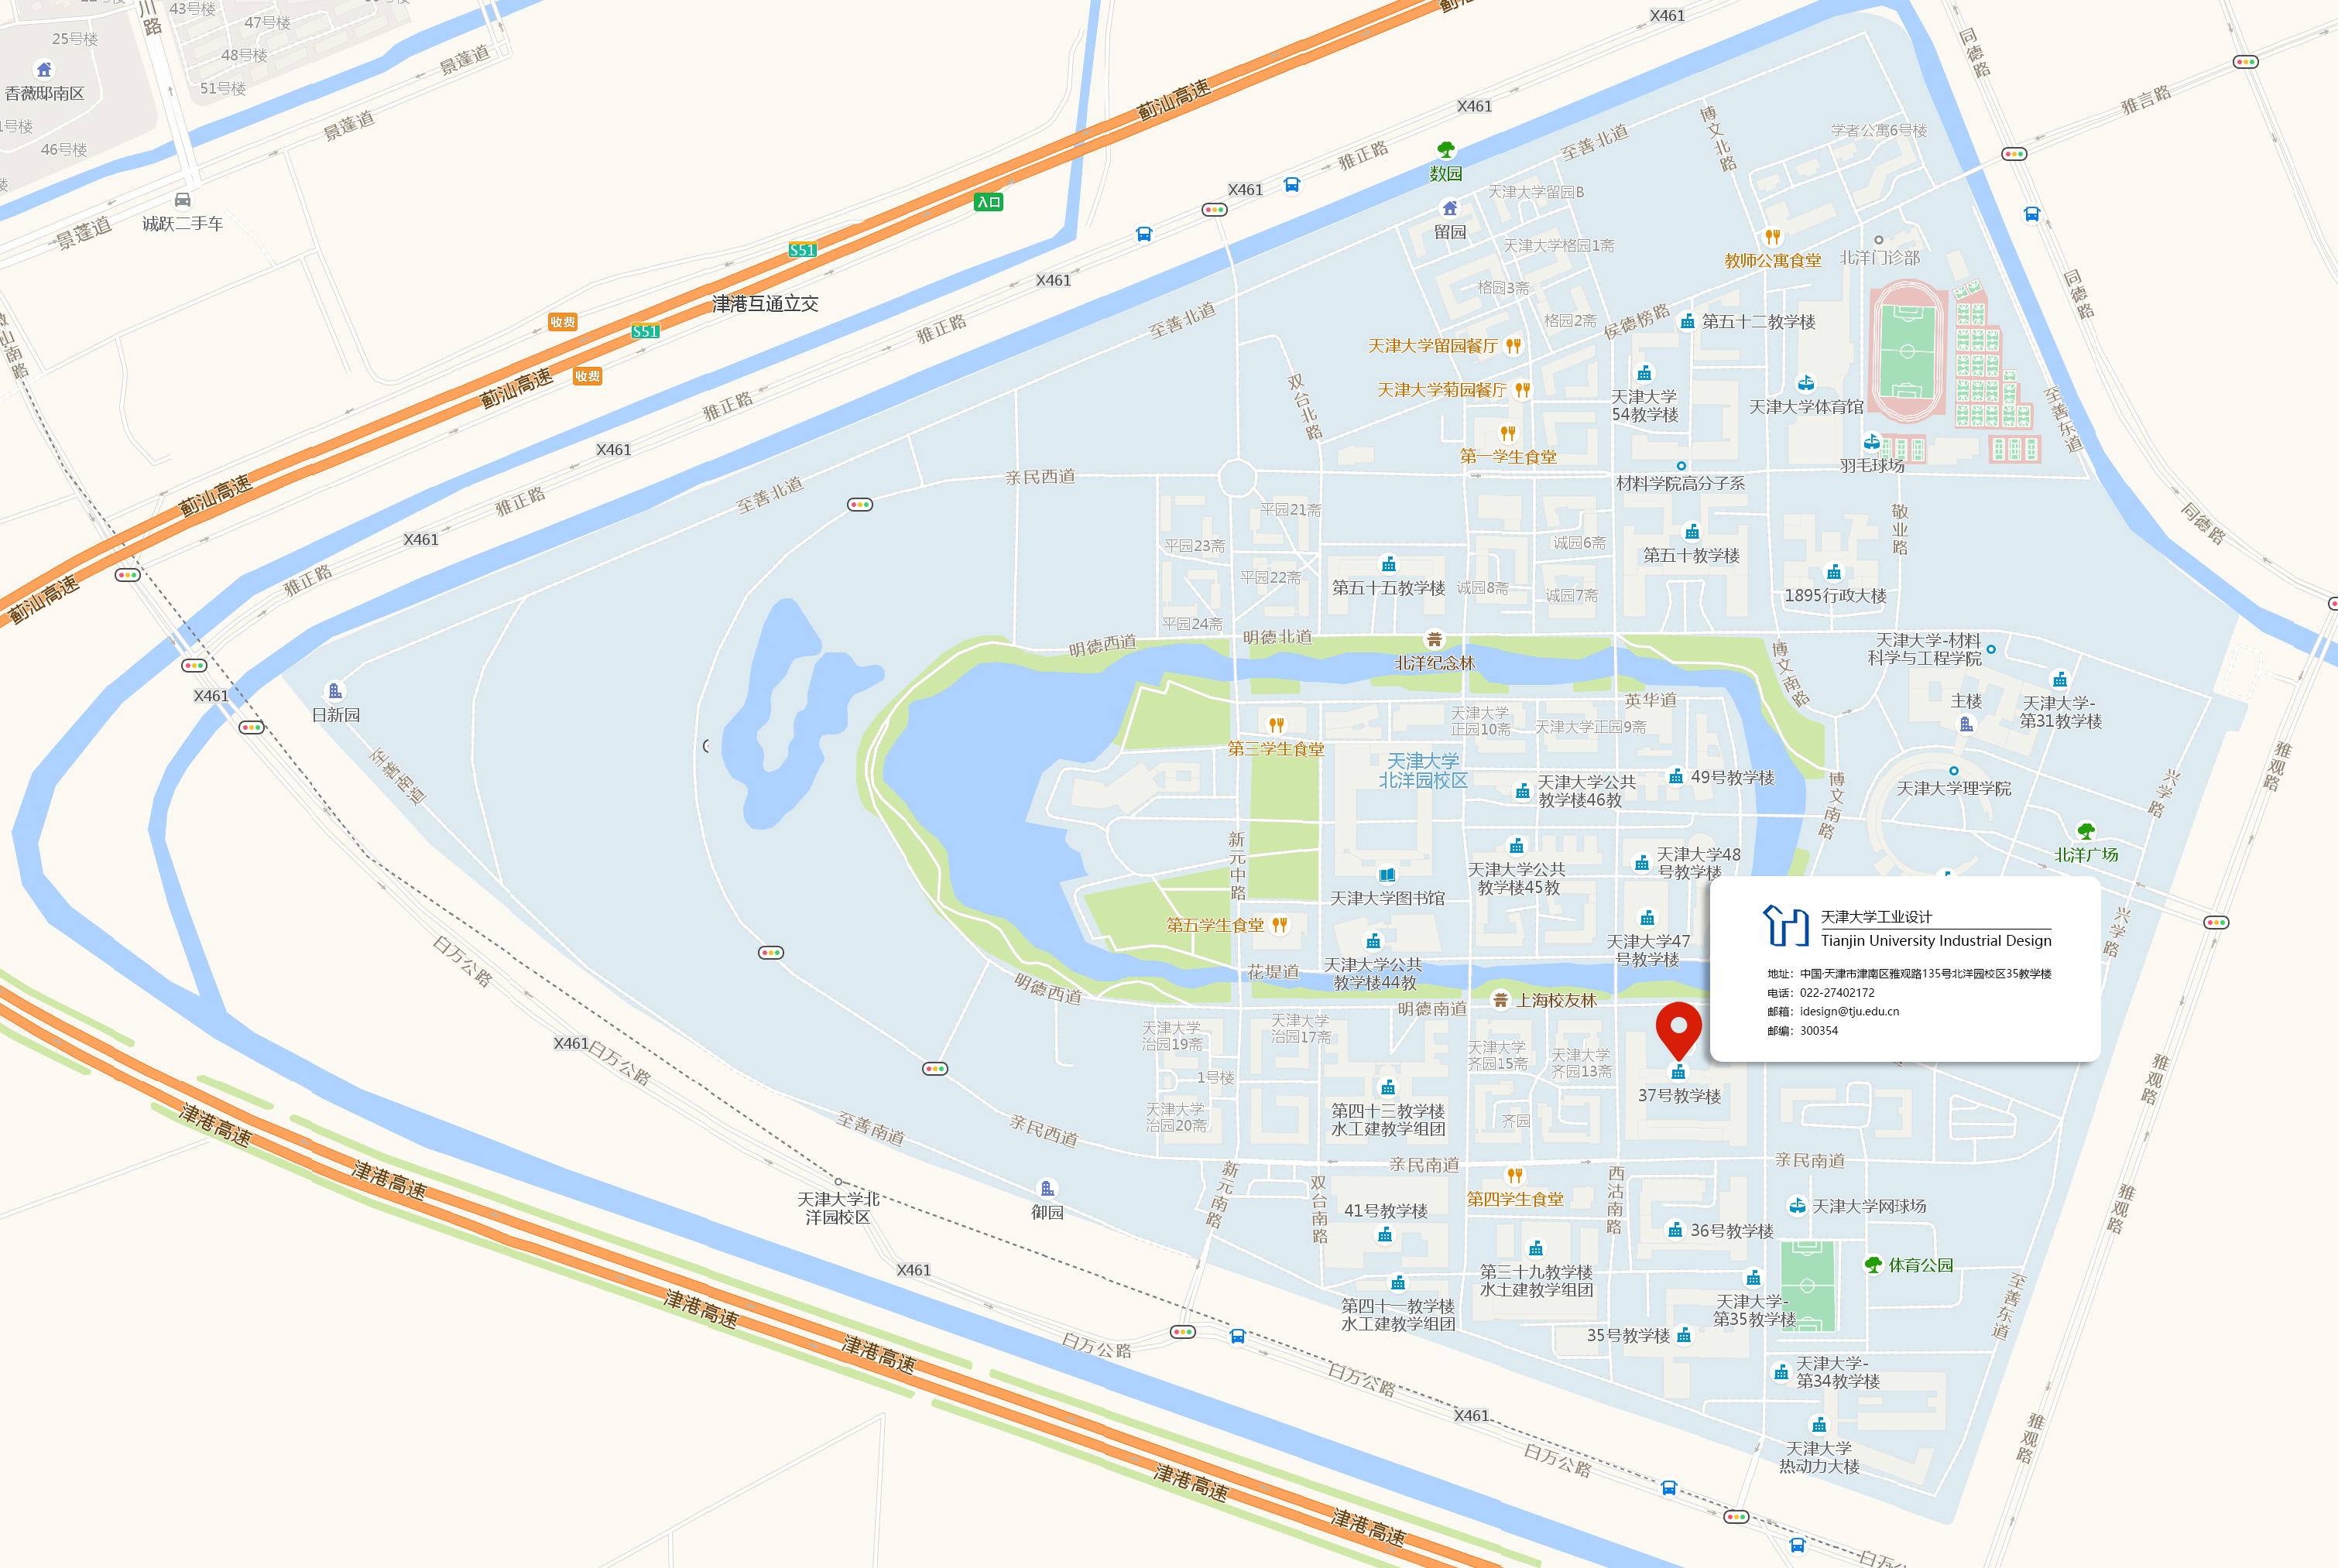 25号楼
43号楼
47号楼
48号楼
51号楼
川路
香薇邸南区
46号楼
景蓬道
景蓬道
景蓬道
诚跃二手车
蓟汕高速
X461
X461
X461
雅正路
数园
至善北道
博文北路
学者公寓6号楼
同德路
雅言路
天津大学留园B
留园
天津大学格园1斋
教师公寓食堂
北洋门诊部
入口
S51
S51
津港互通立交
收费
收费
X461
雅正路
至善北道
格园3斋
格园2斋
侯德榜路
第五十二教学楼
同德路
天津大学留园餐厅
天津大学菊园餐厅
天津大学
54教学楼
天津大学体育馆
至善东道
双台北路
第一学生食堂
羽毛球场
材料学院高分子系
蓟汕高速
雅正路
X461
亲民西道
至善北道
蓟汕高速
雅正路
X461
平园21斋
平园23斋
平园22斋
平园24斋
第五十五教学楼
诚园6斋
诚园8斋
诚园7斋
第五十教学楼
敬业路
1895行政大楼
同德路
蓟汕高速
雅正路
X461
明德西道
明德北道
北洋纪念林
博文南路
天津大学-材料
科学与工程学院
日新园
至善南道
英华道
天津大学
正园10斋
天津大学正园9斋
主楼
天津大学-
第31教学楼
第三学生食堂
天津大学
北洋园校区
天津大学公共
教学楼46教
49号教学楼
博文南路
天津大学理学院
兴学路
雅观路
新元中路
天津大学图书馆
天津大学公共
教学楼45教
天津大学48
号教学楼
北洋广场
第五学生食堂
天津大学公共
教学楼44教
天津大学47
号教学楼
兴学路
天津大学工业设计
Tianjin University Industrial Design
地址：中国·天津市津南区雅观路135号北洋园校区35教学楼
电话：022-27402172
邮箱：idesign@tju.edu.cn
邮编：300354
白万公路
花堤道
明德西道
明德南道
上海校友林
X461
白万公路
天津大学
治园19斋
天津大学
治园17斋
1号楼
天津大学
治园20斋
天津大学
齐园15斋
天津大学
齐园13斋
齐园
37号教学楼
雅观路
第四十三教学楼
水工建教学组团
津港高速
至善南道
亲民西道
亲民南道
亲民南道
津港高速
天津大学北
洋园校区
御园
新元南路
双台南路
41号教学楼
第四学生食堂
西沽南路
36号教学楼
天津大学网球场
雅观路
体育公园
X461
第四十一教学楼
水工建教学组团
第三十九教学楼
水土建教学组团
天津大学-
第35教学楼
35号教学楼
至善东道
津港高速
津港高速
白万公路
白万公路
天津大学-
第34教学楼
X461
白万公路
天津大学
热动力大楼
雅观路
津港高速
津港高速